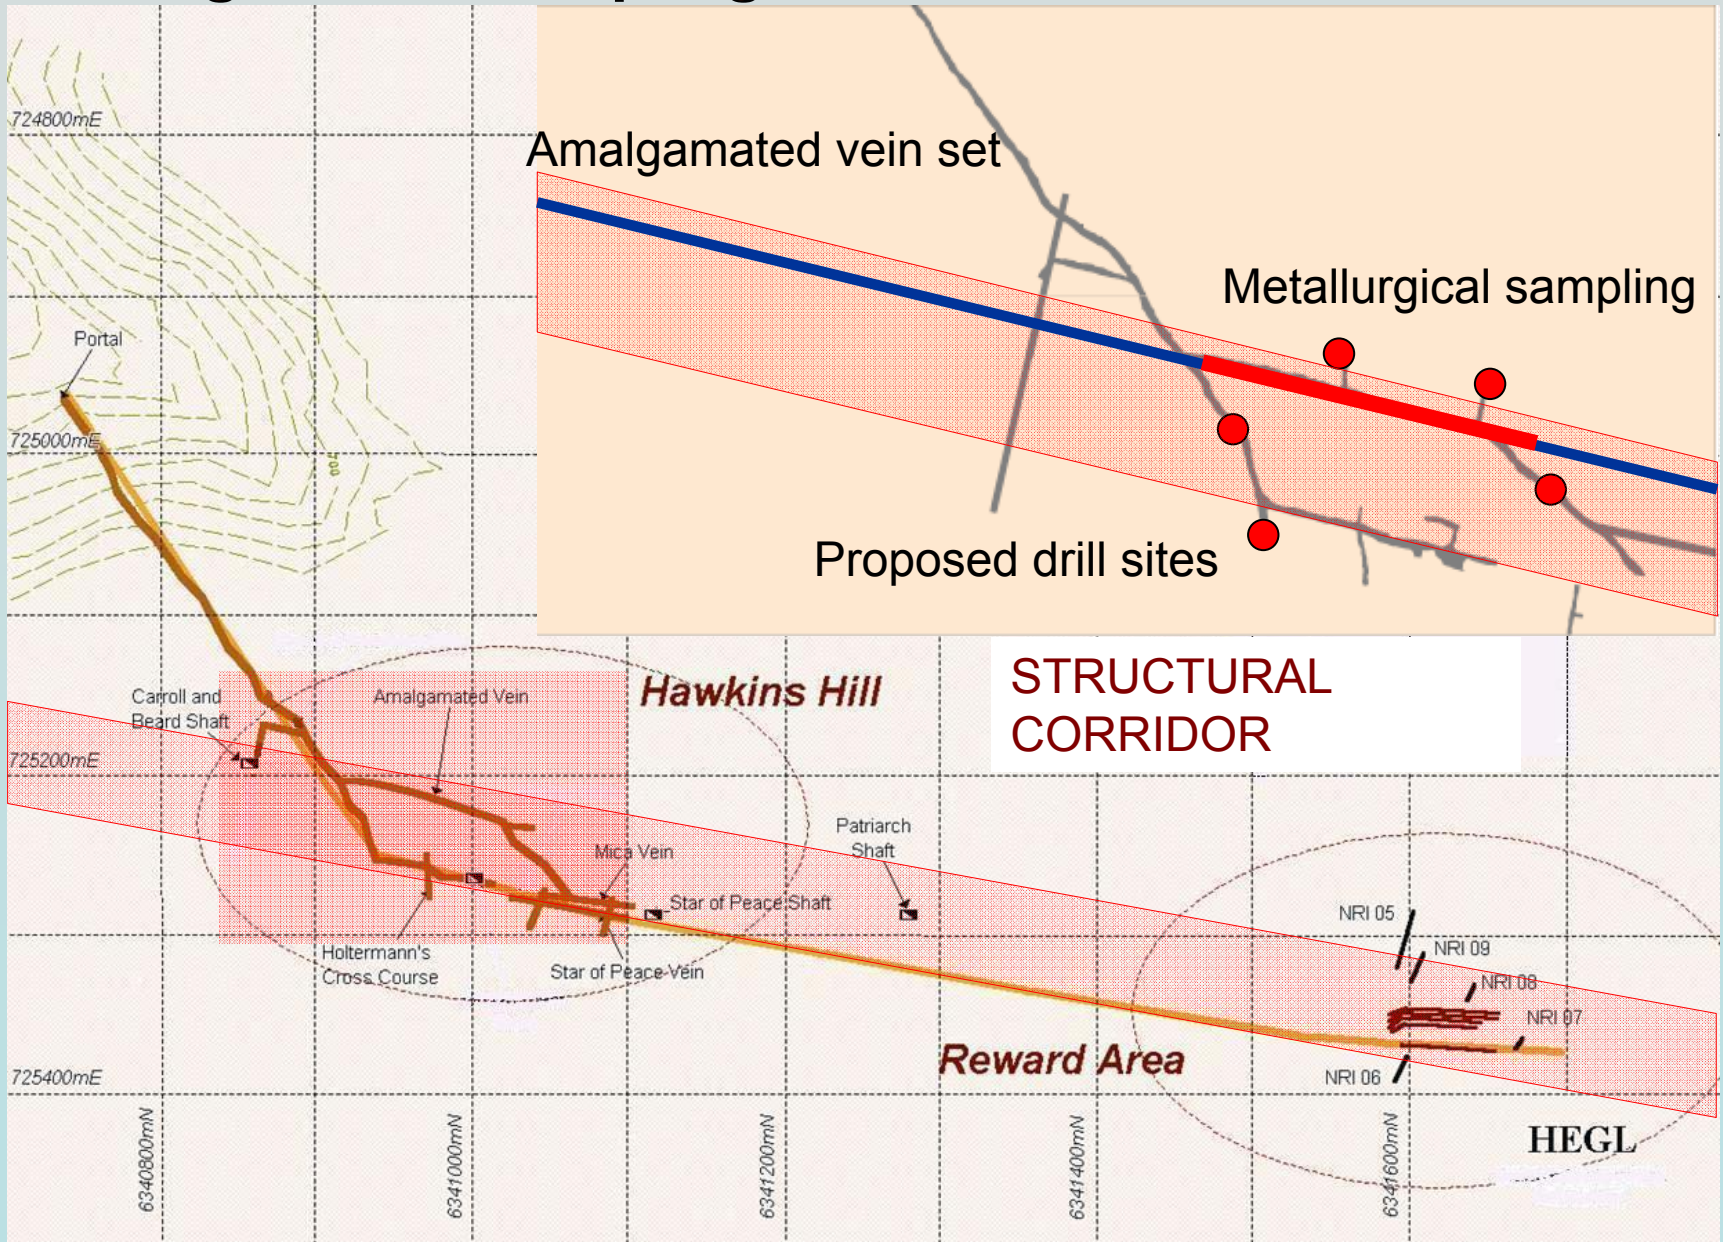 724800mE
Amalgamated vein set
Metallurgical sampling
Portal
725000mE
700
Proposed drill sites
STRUCTURAL
CORRIDOR
Hawkins Hill
Carroll and
Beard Shaft
Amalgamated Vein
725200mE
Patriarch
Shaft
Mica Vein
Star of Peace Shaft
Holtermann's
Cross Course
Star of Peace Vein
NRI 05
NRI 09
NRI 08
NRI 07
NRI 06
Reward Area
725400mE
HEGL
6340800mN
6341000mN
6341200mN
6341400mN
6341600mN